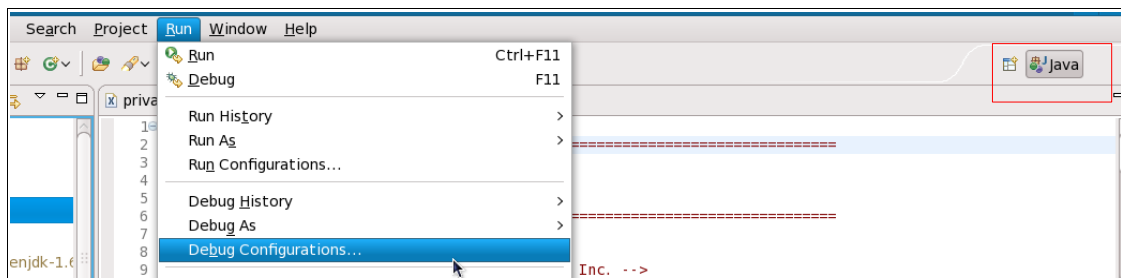 Search Project Run Window Help
Run Ctrl+F11
Debug F11
Java
priva
Run History
Run As
Run Configurations...
Debug History
Debug As
Debug Configurations...
1
2 ================================
3
4
5
6 ================================
7
8
9 Inc. -->
enjdk-1.6